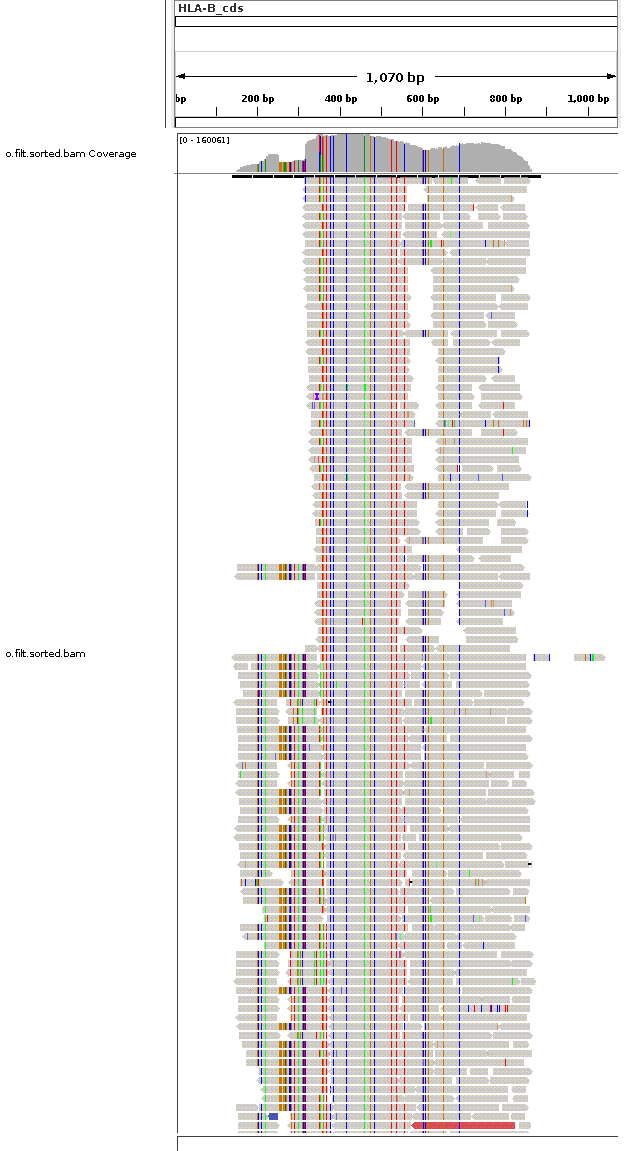 HLA-B_cds
1,070 bp
bp 200 bp 400 bp 600 bp 800 bp 1,000 bp
[0 - 160061]
o.filt.sorted.bam Coverage
o.filt.sorted.bam